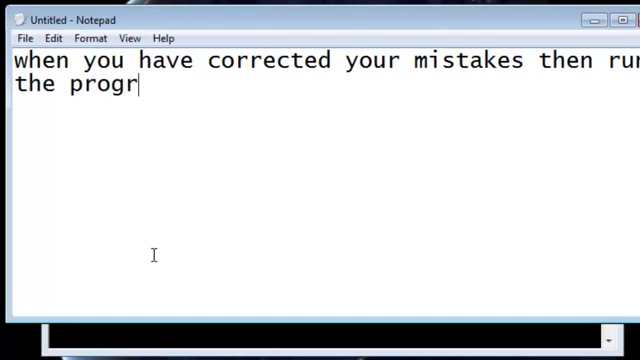 Untitled - Notepad
File Edit Format View Help
when you have corrected your mistakes then run
the progr